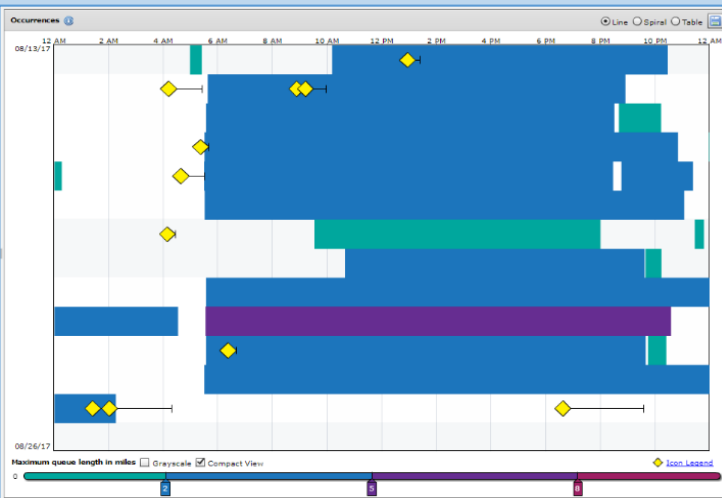 Occurrences Line Spiral Table
12 AM 2 AM 4 AM 6 AM 8 AM 10 AM 12 PM 2 PM 4 PM 6 PM 8 PM 10 PM 12 AM
08/13/17
08/26/17
Maximum queue length in miles Grayscale Compact View Icon Legend
0
2 5 8